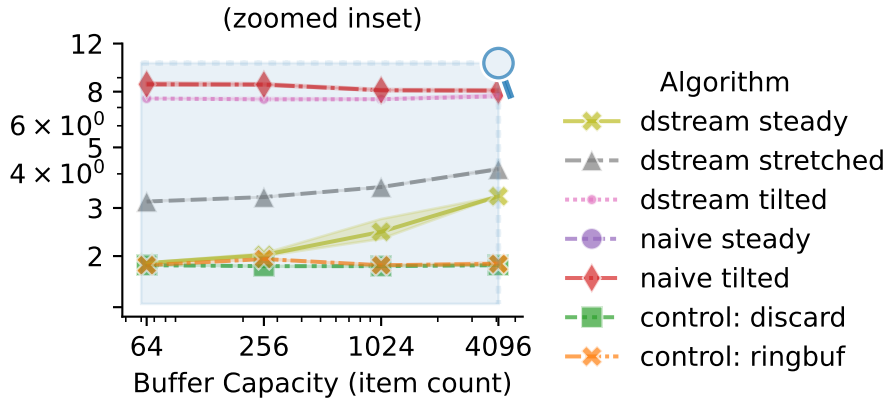 (zoomed inset)
12
8
6 × 10⁰
5
4 × 10⁰
3
2
64 256 1024 4096
Buffer Capacity (item count)
Algorithm
dstream steady
dstream stretched
dstream tilted
naive steady
naive tilted
control: discard
control: ringbuf